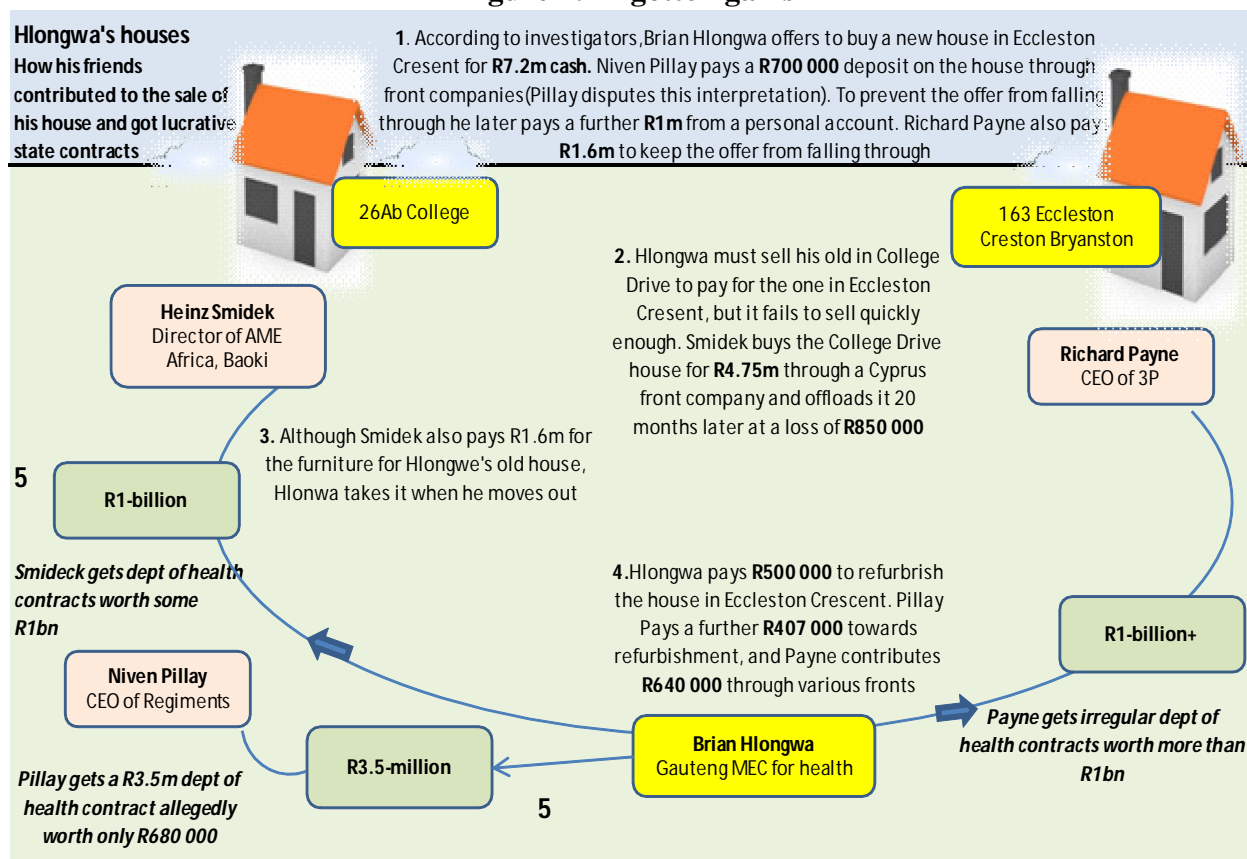 Hlongwa's houses
How his friends
contributed to the sale of
his house and got lucrative
state contracts
1. According to investigators,Brian Hlongwa offers to buy a new house in Eccleston
Cresent for R7.2m cash. Niven Pillay pays a R700 000 deposit on the house through
front companies(Pillay disputes this interpretation). To prevent the offer from falling
through he later pays a further R1m from a personal account. Richard Payne also pay
R1.6m to keep the offer from falling through
26Ab College
163 Eccleston
Creston Bryanston
2. Hlongwa must sell his old in College
Drive to pay for the one in Eccleston
Cresent, but it fails to sell quickly
enough. Smidek buys the College Drive
house for R4.75m through a Cyprus
front company and offloads it 20
months later at a loss of R850 000
Heinz Smidek
Director of AME
Africa, Baoki
Richard Payne
CEO of 3P
3. Although Smidek also pays R1.6m for
the furniture for Hlongwe's old house,
Hlonwa takes it when he moves out
5
R1-billion
Smideck gets dept of health
contracts worth some
R1bn
4.Hlongwa pays R500 000 to refurbrish
the house in Eccleston Crescent. Pillay
Pays a further R407 000 towards
refurbishment, and Payne contributes
R640 000 through various fronts
R1-billion+
Niven Pillay
CEO of Regiments
R3.5-million
Brian Hlongwa
Gauteng MEC for health
Payne gets irregular dept of
health contracts worth more than
R1bn
Pillay gets a R3.5m dept of
health contract allegedly
worth only R680 000
5